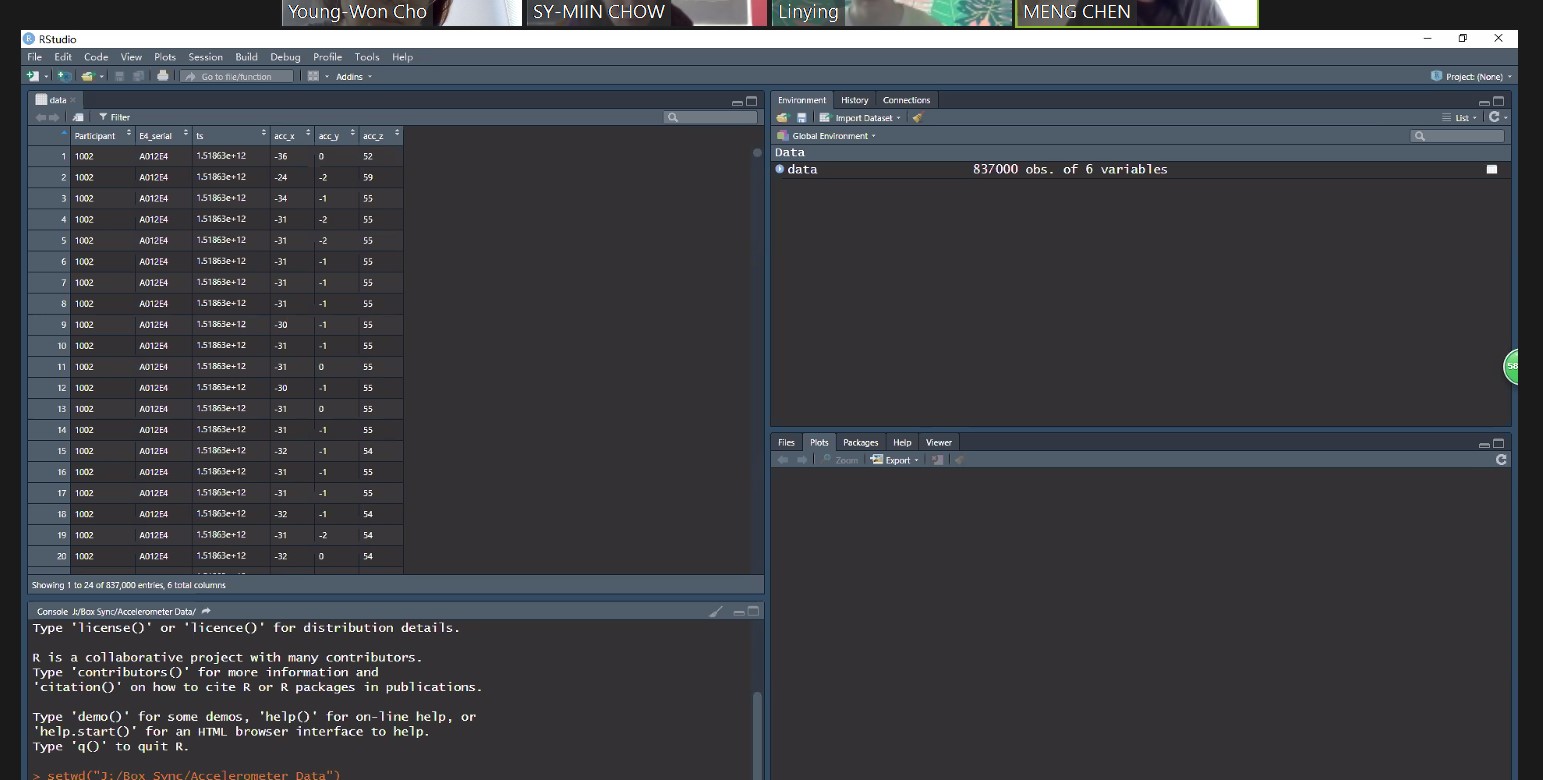 Young-Won Cho SY-MIIN CHOW Linying MENG CHEN
RStudio
File Edit Code View Plots Session Build Debug Profile Tools Help
Go to file/function Addins Project: (None)
data
Filter
Participant E4_serial ts acc_x acc_y acc_z
1 1002 A012E4 1.51863e+12 -36 0 52
2 1002 A012E4 1.51863e+12 -24 -2 59
3 1002 A012E4 1.51863e+12 -34 -1 55
4 1002 A012E4 1.51863e+12 -31 -2 55
5 1002 A012E4 1.51863e+12 -31 -2 55
6 1002 A012E4 1.51863e+12 -31 -1 55
7 1002 A012E4 1.51863e+12 -31 -1 55
8 1002 A012E4 1.51863e+12 -31 -1 55
9 1002 A012E4 1.51863e+12 -30 -1 55
10 1002 A012E4 1.51863e+12 -31 -1 55
11 1002 A012E4 1.51863e+12 -31 0 55
12 1002 A012E4 1.51863e+12 -30 -1 55
13 1002 A012E4 1.51863e+12 -31 0 55
14 1002 A012E4 1.51863e+12 -31 -1 55
15 1002 A012E4 1.51863e+12 -32 -1 54
16 1002 A012E4 1.51863e+12 -31 -1 55
17 1002 A012E4 1.51863e+12 -31 -1 55
18 1002 A012E4 1.51863e+12 -32 -1 54
19 1002 A012E4 1.51863e+12 -31 -2 54
20 1002 A012E4 1.51863e+12 -32 0 54
Showing 1 to 24 of 837,000 entries, 6 total columns
Console J:/Box Sync/Accelerometer Data/
Type 'license()' or 'licence()' for distribution details.
R is a collaborative project with many contributors.
Type 'contributors()' for more information and
'citation()' on how to cite R or R packages in publications.
Type 'demo()' for some demos, 'help()' for on-line help, or
'help.start()' for an HTML browser interface to help.
Type 'q()' to quit R.
> setwd("J:/Box Sync/Accelerometer Data")
Environment History Connections
Import Dataset List
Global Environment
Data
data 837000 obs. of 6 variables
58
Files Plots Packages Help Viewer
Zoom Export